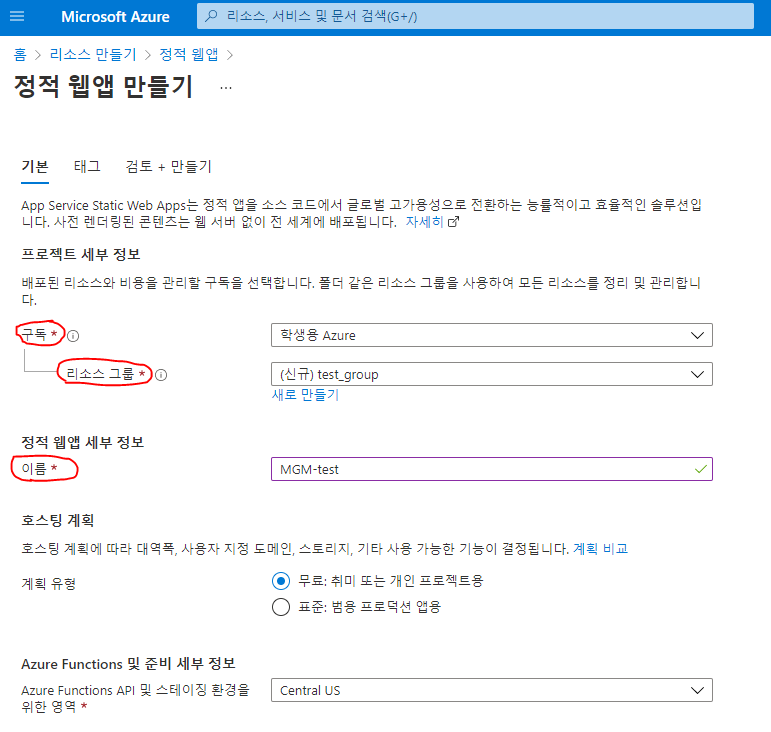 Microsoft Azure
리소스, 서비스 및 문서 검색(G+/)
홈 > 리소스 만들기 > 정적 웹앱 >
정적 웹앱 만들기 ...
기본 태그 검토 + 만들기
App Service Static Web Apps는 정적 앱을 소스 코드에서 글로벌 고가용성으로 전환하는 능률적이고 효율적인 솔루션입
니다. 사전 렌더링된 콘텐츠는 웹 서버 없이 전 세계에 배포됩니다. 자세히
프로젝트 세부 정보
배포된 리소스와 비용을 관리할 구독을 선택합니다. 폴더 같은 리소스 그룹을 사용하여 모든 리소스를 정리 및 관리합니
다.
구독 * 학생용 Azure
리소스 그룹 * (신규) test_group
새로 만들기
정적 웹앱 세부 정보
이름 * MGM-test
호스팅 계획
호스팅 계획에 따라 대역폭, 사용자 지정 도메인, 스토리지, 기타 사용 가능한 기능이 결정됩니다. 계획 비교
계획 유형 무료: 취미 또는 개인 프로젝트용
표준: 범용 프로덕션 앱용
Azure Functions 및 준비 세부 정보
Azure Functions API 및 스테이징 환경을 Central US
위한 영역 *